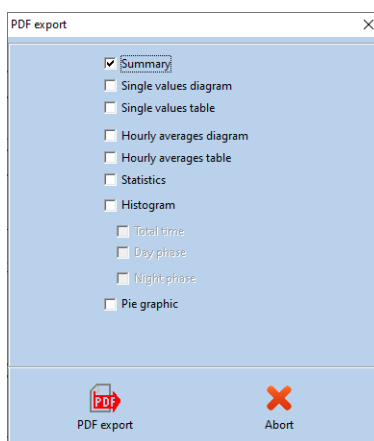 PDF export
Summary
Single values diagram
Single values table
Hourly averages diagram
Hourly averages table
Statistics
Histogram
Total time
Day phase
Night phase
Pie graphic
PDF
PDF export
Abort